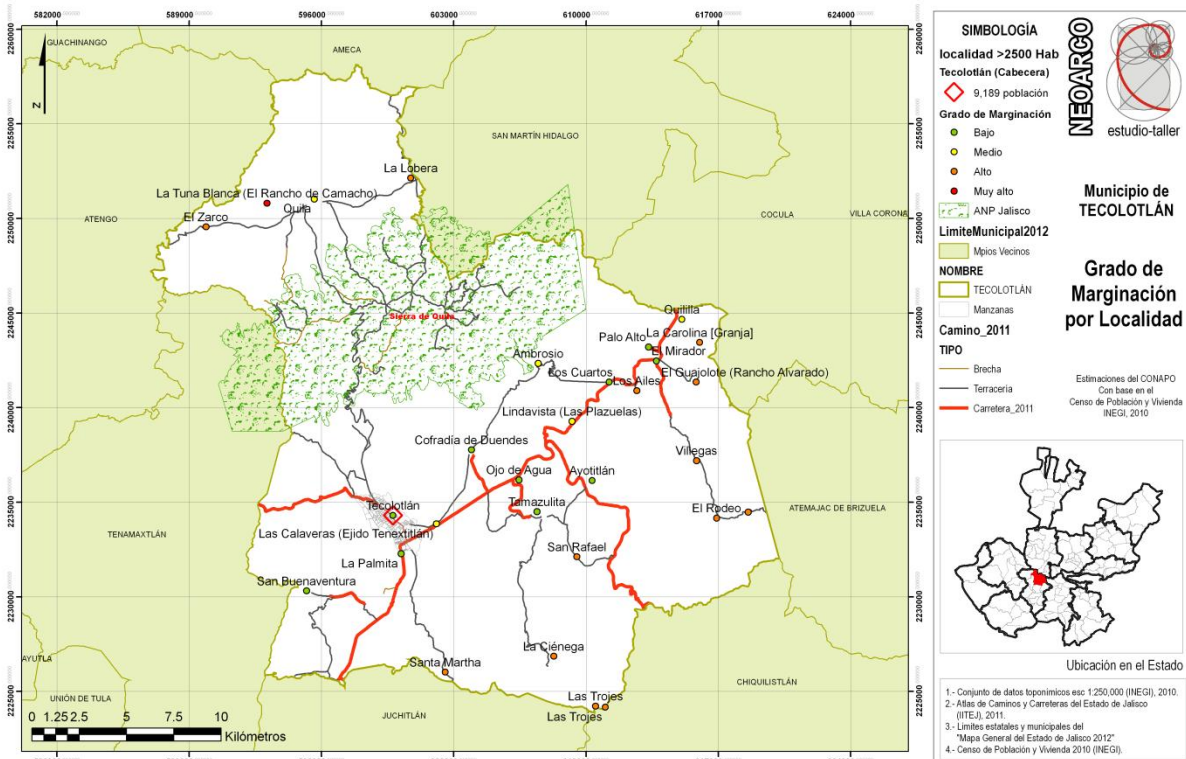 582000 589000 596000 603000 610000 617000 624000
2260000 2260000
2255000 2255000
2250000 2250000
2245000 2245000
2240000 2240000
2235000 2235000
2230000 2230000
2225000 2225000
GUACHINANGO
AMECA
SAN MARTÍN HIDALGO
COCULA
VILLA CORONA
ATENGO
TENAMAXTLÁN
ATEMAJAC DE BRIZUELA
AYUTLA
UNIÓN DE TULA
JUCHITLÁN
CHIQUILISTLÁN
Z
La Lobera
La Tuna Blanca (El Rancho de Camacho)
Quila
El Zarco
Sierra de Quila
Quililla
Palo Alto
La Carolina [Granja]
El Mirador
Ambrosio
El Guajolote (Rancho Alvarado)
Los Cuartos
Los Ailes
Lindavista (Las Plazuelas)
Cofradía de Duendes
Villegas
Ojo de Agua
Ayotitlán
Tecolotlán
Tamazulita
El Rodeo
Las Calaveras (Ejido Tenextitlán)
San Rafael
La Palmita
San Buenaventura
La Ciénega
Santa Martha
Las Trojes
Las Trojes
0 1.25 2.5 5 7.5 10
Kilómetros
SIMBOLOGÍA
localidad >2500 Hab
Tecolotlán (Cabecera)
9,189 población
Grado de Marginación
Bajo
Medio
Alto
Muy alto
ANP Jalisco
LimiteMunicipal2012
Mpios Vecinos
NOMBRE
TECOLOTLÁN
Manzanas
Camino_2011
TIPO
Brecha
Terracería
Carretera_2011
NEOARCO
estudio-taller
Municipio de
TECOLOTLÁN
Grado de
Marginación
por Localidad
Estimaciones del CONAPO
Con base en el
Censo de Población y Vivienda
INEGI, 2010
Ubicación en el Estado
1.- Conjunto de datos toponímicos esc 1:250,000 (INEGI), 2010.
2.- Atlas de Caminos y Carreteras del Estado de Jalisco
(IITEJ), 2011.
3.- Limites estatales y municipales del
"Mapa General del Estado de Jalisco 2012"
4.- Censo de Población y Vivienda 2010 (INEGI).